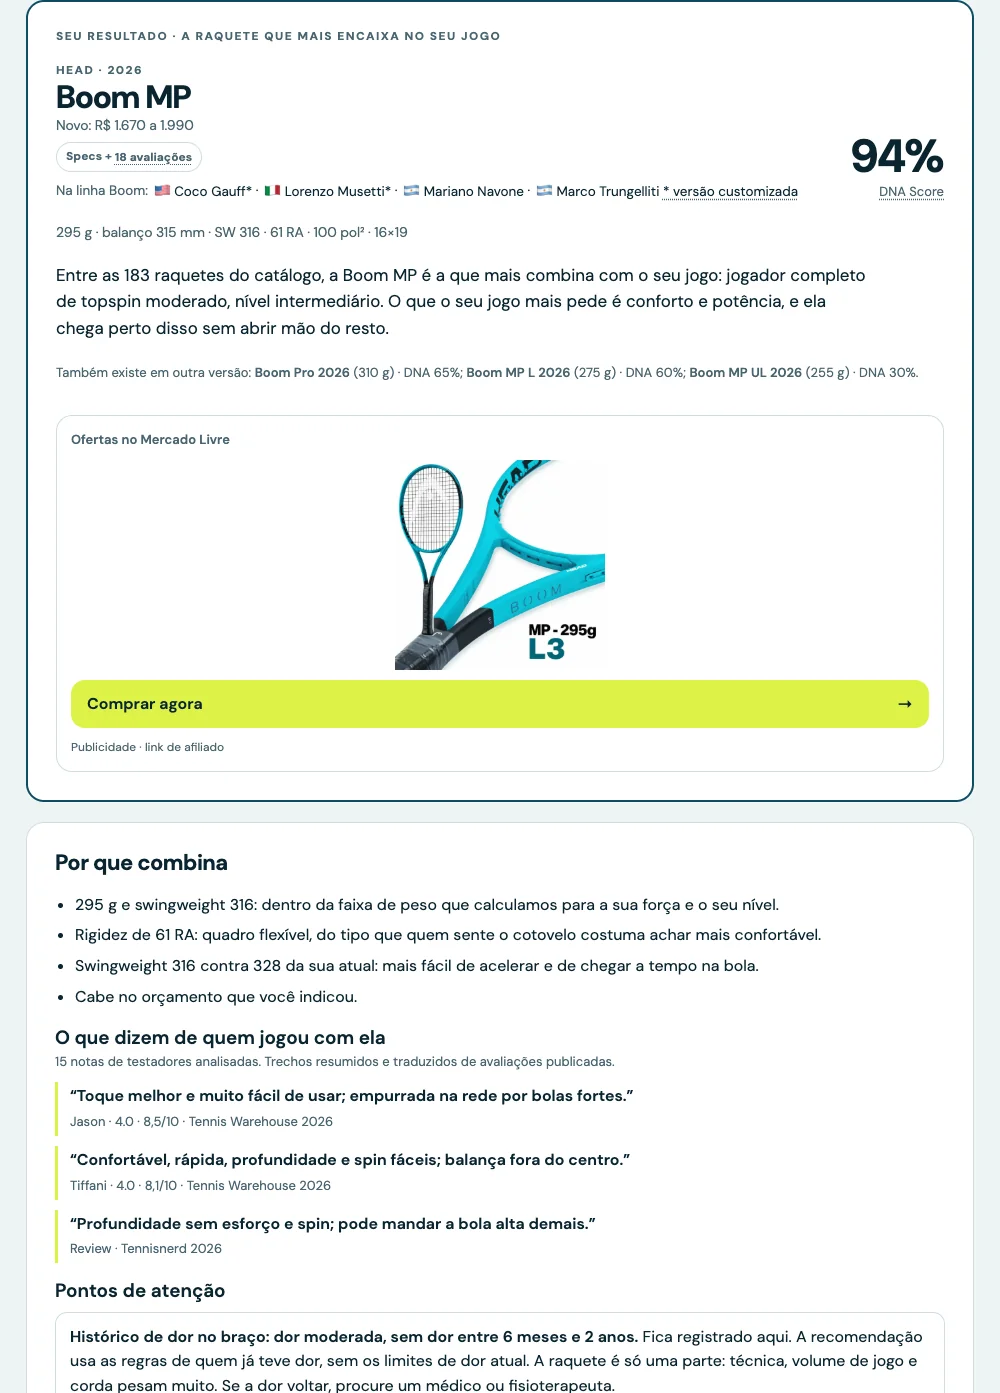 SEU RESULTADO · A RAQUETE QUE MAIS ENCAIXA NO SEU JOGO
HEAD · 2026
Boom MP
Novo: R$ 1.670 a 1.990
Specs + 18 avaliações
94%
Na linha Boom: Coco Gauff* · Lorenzo Musetti* · Mariano Navone · Marco Trungelliti * versão customizada
DNA Score
295 g · balanço 315 mm · SW 316 · 61 RA · 100 pol² · 16×19
Entre as 183 raquetes do catálogo, a Boom MP é a que mais combina com o seu jogo: jogador completo
de topspin moderado, nível intermediário. O que o seu jogo mais pede é conforto e potência, e ela
chega perto disso sem abrir mão do resto.
Também existe em outra versão: Boom Pro 2026 (310 g) · DNA 65%; Boom MP L 2026 (275 g) · DNA 60%; Boom MP UL 2026 (255 g) · DNA 30%.
Ofertas no Mercado Livre
HEAD
BOOM
MP - 295g
L3
Comprar agora →
Publicidade · link de afiliado
Por que combina
• 295 g e swingweight 316: dentro da faixa de peso que calculamos para a sua força e o seu nível.
• Rigidez de 61 RA: quadro flexível, do tipo que quem sente o cotovelo costuma achar mais confortável.
• Swingweight 316 contra 328 da sua atual: mais fácil de acelerar e de chegar a tempo na bola.
• Cabe no orçamento que você indicou.
O que dizem de quem jogou com ela
15 notas de testadores analisadas. Trechos resumidos e traduzidos de avaliações publicadas.
“Toque melhor e muito fácil de usar; empurrada na rede por bolas fortes.”
Jason · 4.0 · 8,5/10 · Tennis Warehouse 2026
“Confortável, rápida, profundidade e spin fáceis; balança fora do centro.”
Tiffani · 4.0 · 8,1/10 · Tennis Warehouse 2026
“Profundidade sem esforço e spin; pode mandar a bola alta demais.”
Review · Tennisnerd 2026
Pontos de atenção
Histórico de dor no braço: dor moderada, sem dor entre 6 meses e 2 anos. Fica registrado aqui. A recomendação
usa as regras de quem já teve dor, sem os limites de dor atual. A raquete é só uma parte: técnica, volume de jogo e
corda pesam muito. Se a dor voltar, procure um médico ou fisioterapeuta.